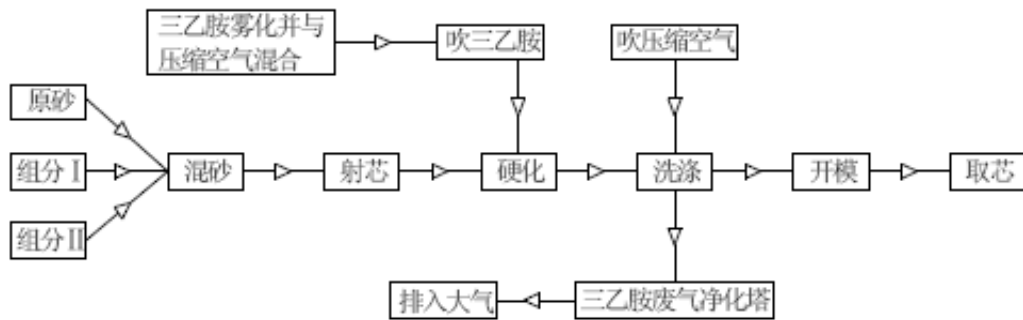 三乙胺雾化并与
压缩空气混合
吹三乙胺
吹压缩空气
原砂
组分Ⅰ
混砂
射芯
硬化
洗涤
开模
取芯
组分Ⅱ
排入大气
三乙胺废气净化塔